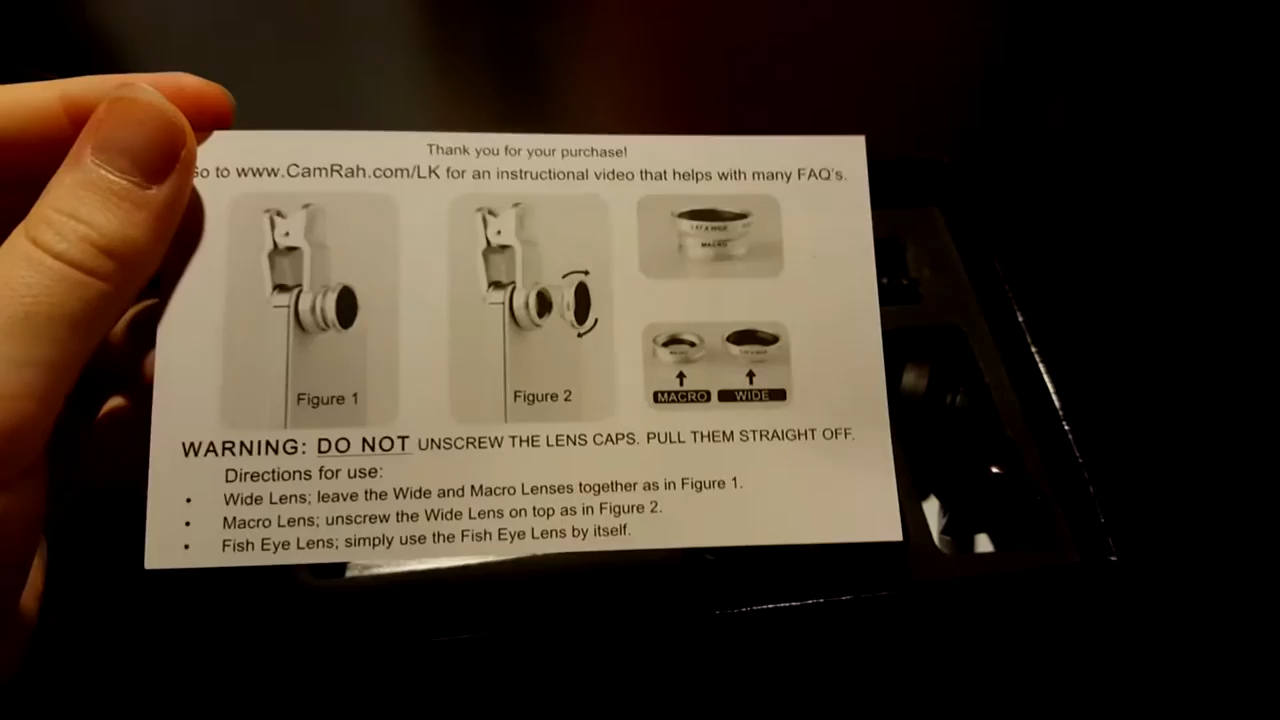 Thank you for your purchase!
Go to www.CamRah.com/LK for an instructional video that helps with many FAQ's.
MACRO
Figure 1
Figure 2
MACRO WIDE
WARNING: DO NOT UNSCREW THE LENS CAPS. PULL THEM STRAIGHT OFF.
Directions for use:
• Wide Lens; leave the Wide and Macro Lenses together as in Figure 1.
• Macro Lens; unscrew the Wide Lens on top as in Figure 2.
• Fish Eye Lens; simply use the Fish Eye Lens by itself.